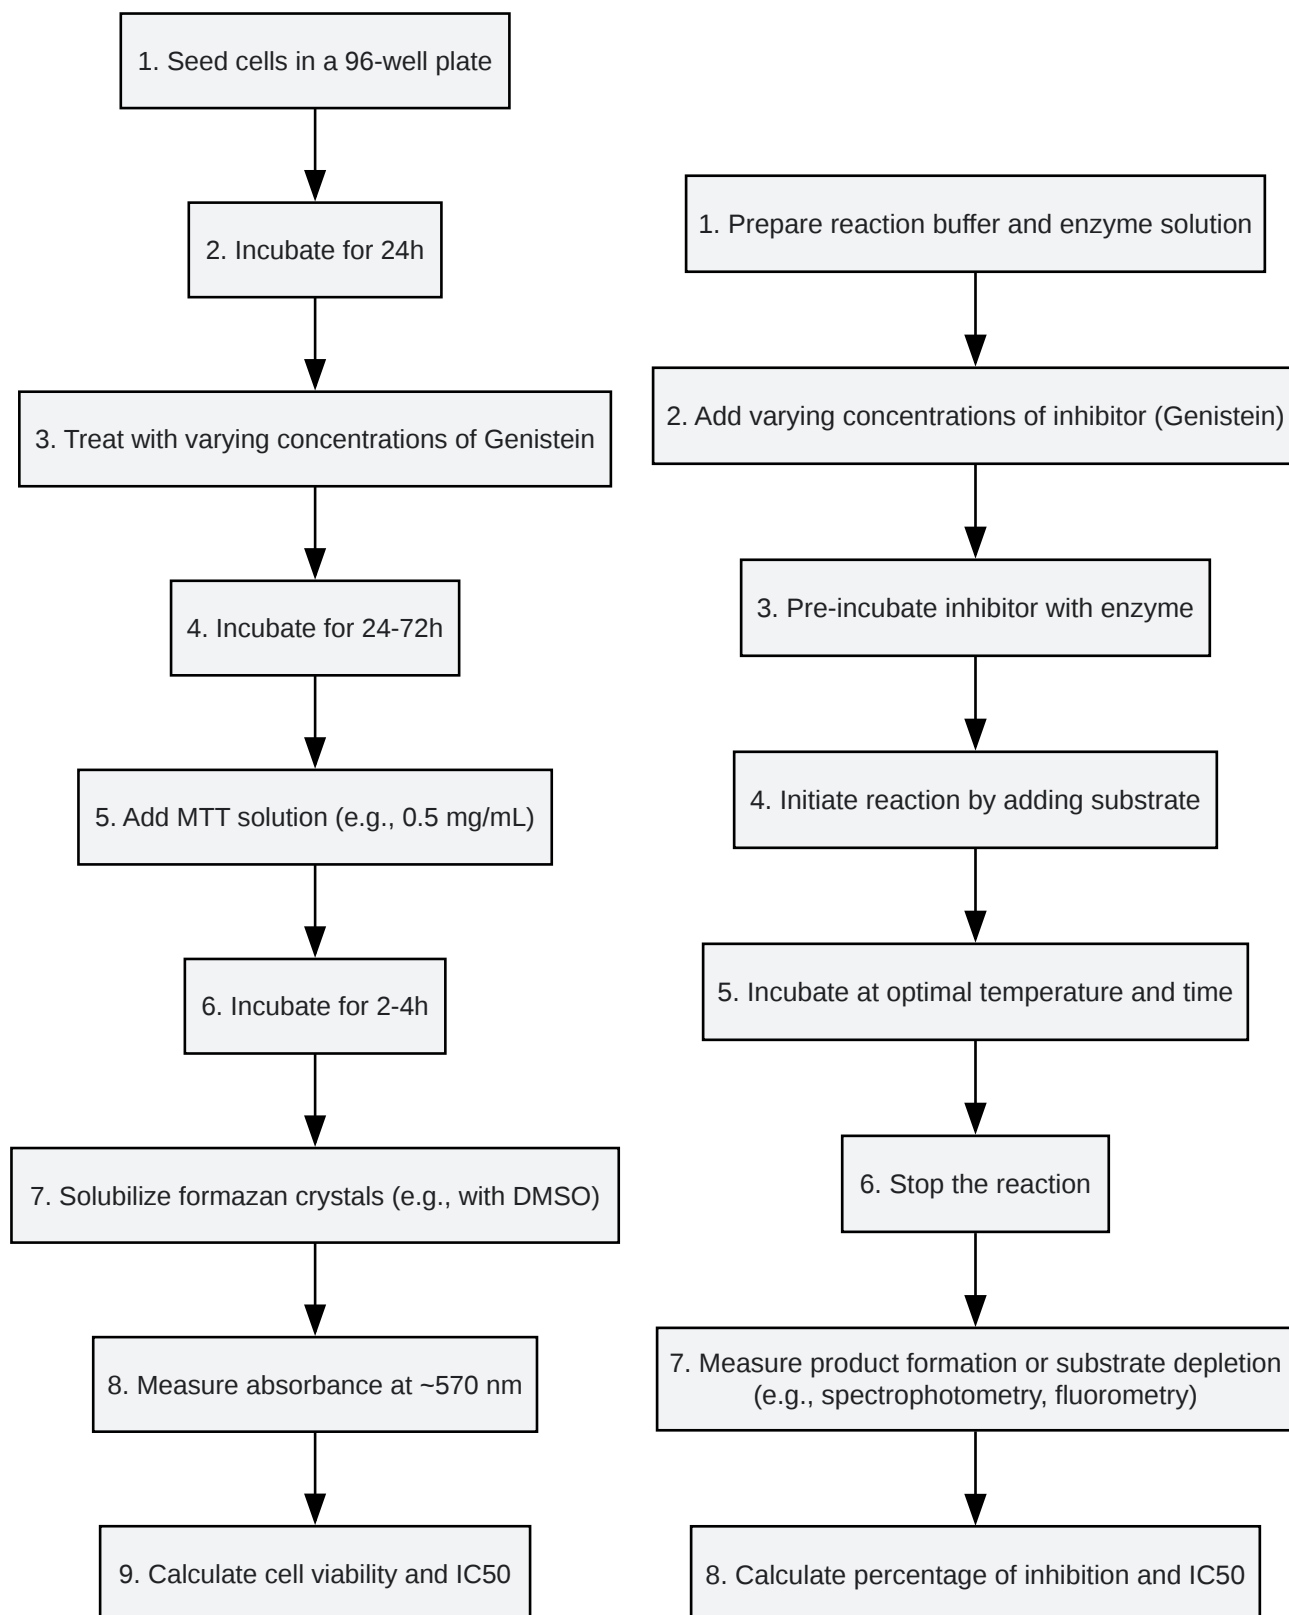 1. Seed cells in a 96-well plate
2. Incubate for 24h
3. Treat with varying concentrations of Genistein
4. Incubate for 24-72h
5. Add MTT solution (e.g., 0.5 mg/mL)
6. Incubate for 2-4h
7. Solubilize formazan crystals (e.g., with DMSO)
8. Measure absorbance at ~570 nm
9. Calculate cell viability and IC50
1. Prepare reaction buffer and enzyme solution
2. Add varying concentrations of inhibitor (Genistein)
3. Pre-incubate inhibitor with enzyme
4. Initiate reaction by adding substrate
5. Incubate at optimal temperature and time
6. Stop the reaction
7. Measure product formation or substrate depletion
(e.g., spectrophotometry, fluorometry)
8. Calculate percentage of inhibition and IC50